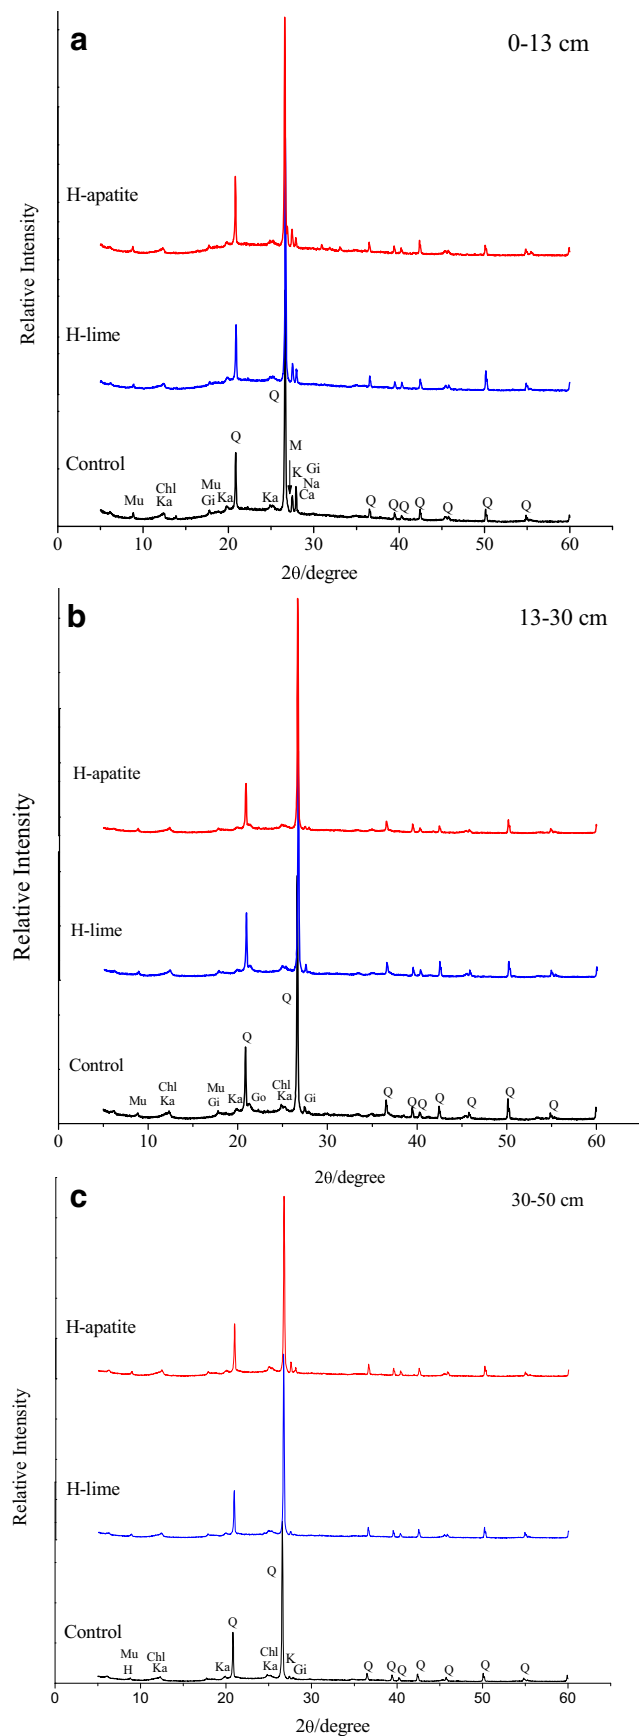 a
0-13 cm
H-apatite
H-lime
Control
Relative Intensity
Q
Q
M
K
Gi
Na
Ca
Mu
Chl
Ka
Mu
Gi
Ka
Ka
Q
Q
Q
Q
Q
Q
Q
0
10
20
30
40
50
60
2θ/degree
b
13-30 cm
H-apatite
H-lime
Control
Relative Intensity
Q
Q
Mu
Chl
Ka
Mu
Gi
Ka
Go
Chl
Ka
Gi
Q
Q
Q
Q
Q
Q
Q
0
10
20
30
40
50
60
2θ/degree
c
30-50 cm
H-apatite
H-lime
Control
Relative Intensity
Q
Q
Mu
H
Chl
Ka
Ka
Chl
Ka
K
Gi
Q
Q
Q
Q
Q
Q
Q
0
10
20
30
40
50
60
2θ/degree